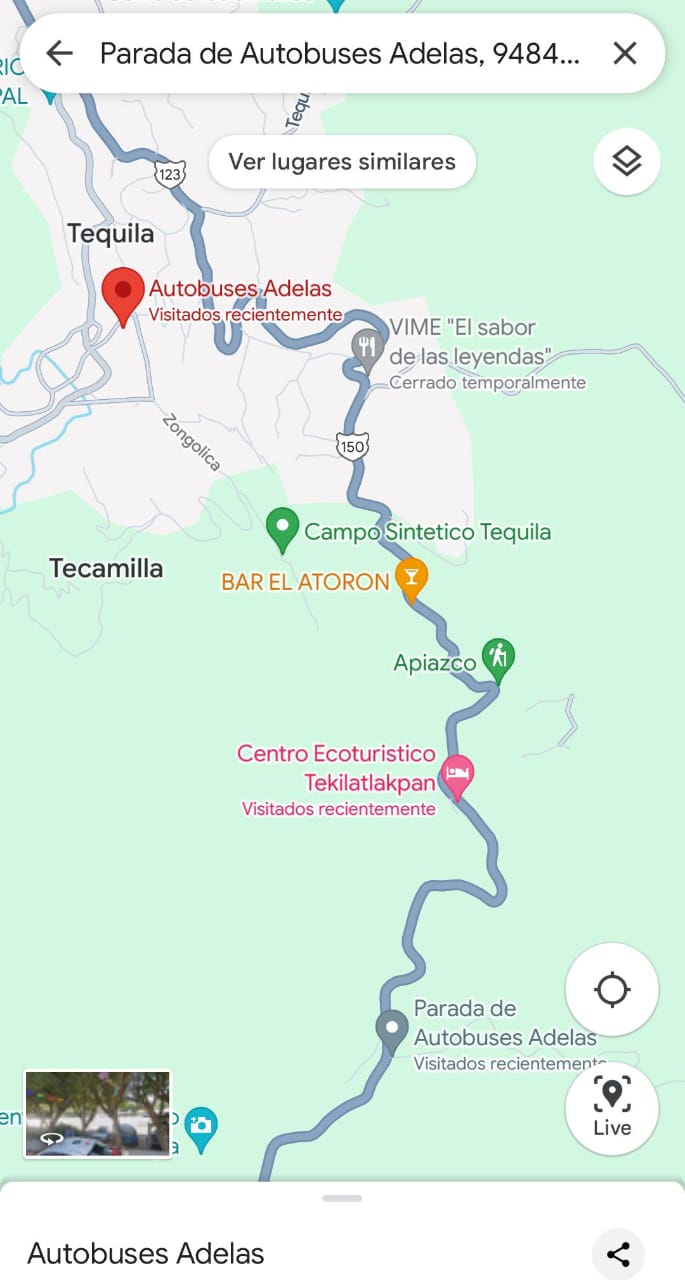 Parada de Autobuses Adelas, 9484...
PAL
Tequ
Ver lugares similares
123
Tequila
Autobuses Adelas
Visitados recientemente
VIME "El sabor
de las leyendas"
Cerrado temporalmente
Zongolica
150
Campo Sintetico Tequila
Tecamilla
BAR EL ATORON
Apiazco
Centro Ecoturistico
Tekilatlakpan
Visitados recientemente
Parada de
Autobuses Adelas
Visitados recientemente
en
Live
Autobuses Adelas